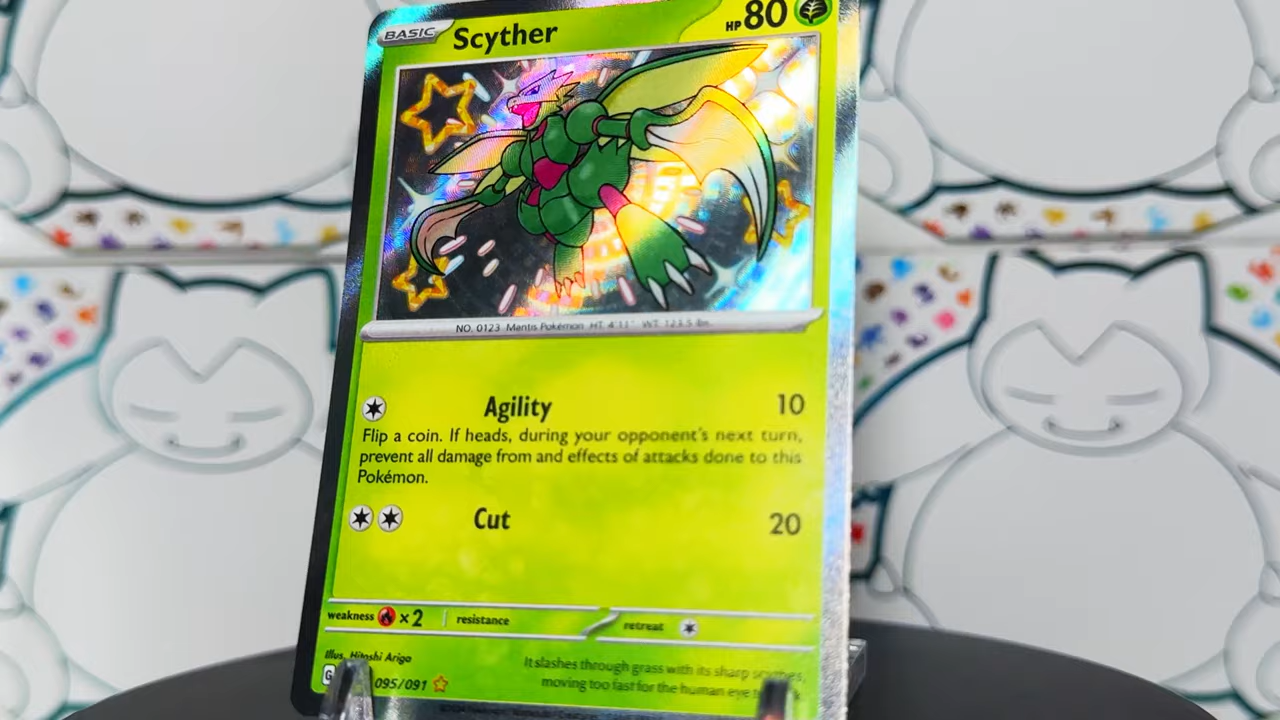 BASIC Scyther HP 80
NO. 0123 Mantis Pokémon HT. 4'11" WT. 123.5 lbs.
Agility 10
Flip a coin. If heads, during your opponent's next turn,
prevent all damage from and effects of attacks done to this
Pokémon.
Cut 20
weakness ×2 resistance retreat
Illus. Hitoshi Arigo
It slashes through grass with its sharp scythes,
G 095/091
moving too fast for the human eye